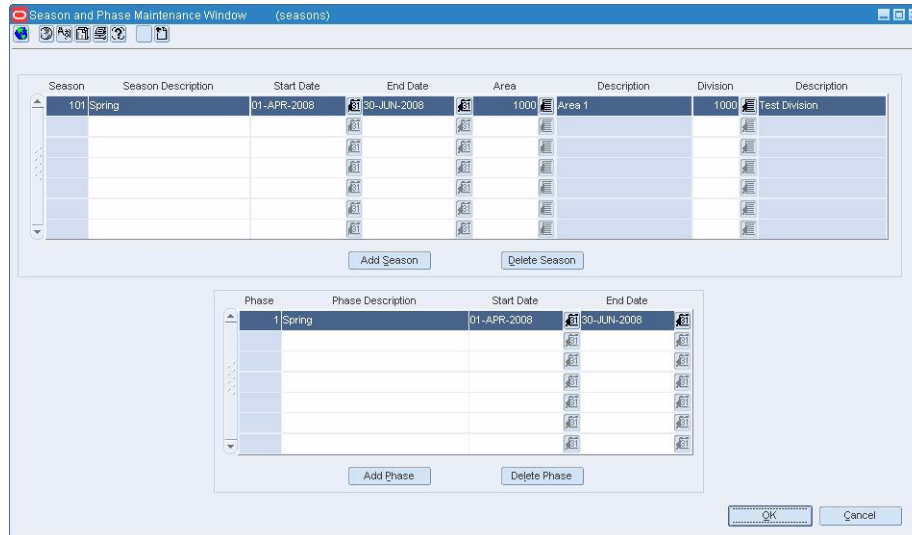 Season and Phase Maintenance Window (seasons)
Season Season Description Start Date End Date Area Description Division Description
101 Spring 01-APR-2008 30-JUN-2008 1000 Area 1 1000 Test Division
Add Season Delete Season
Phase Phase Description Start Date End Date
1 Spring 01-APR-2008 30-JUN-2008
Add Phase Delete Phase
OK Cancel